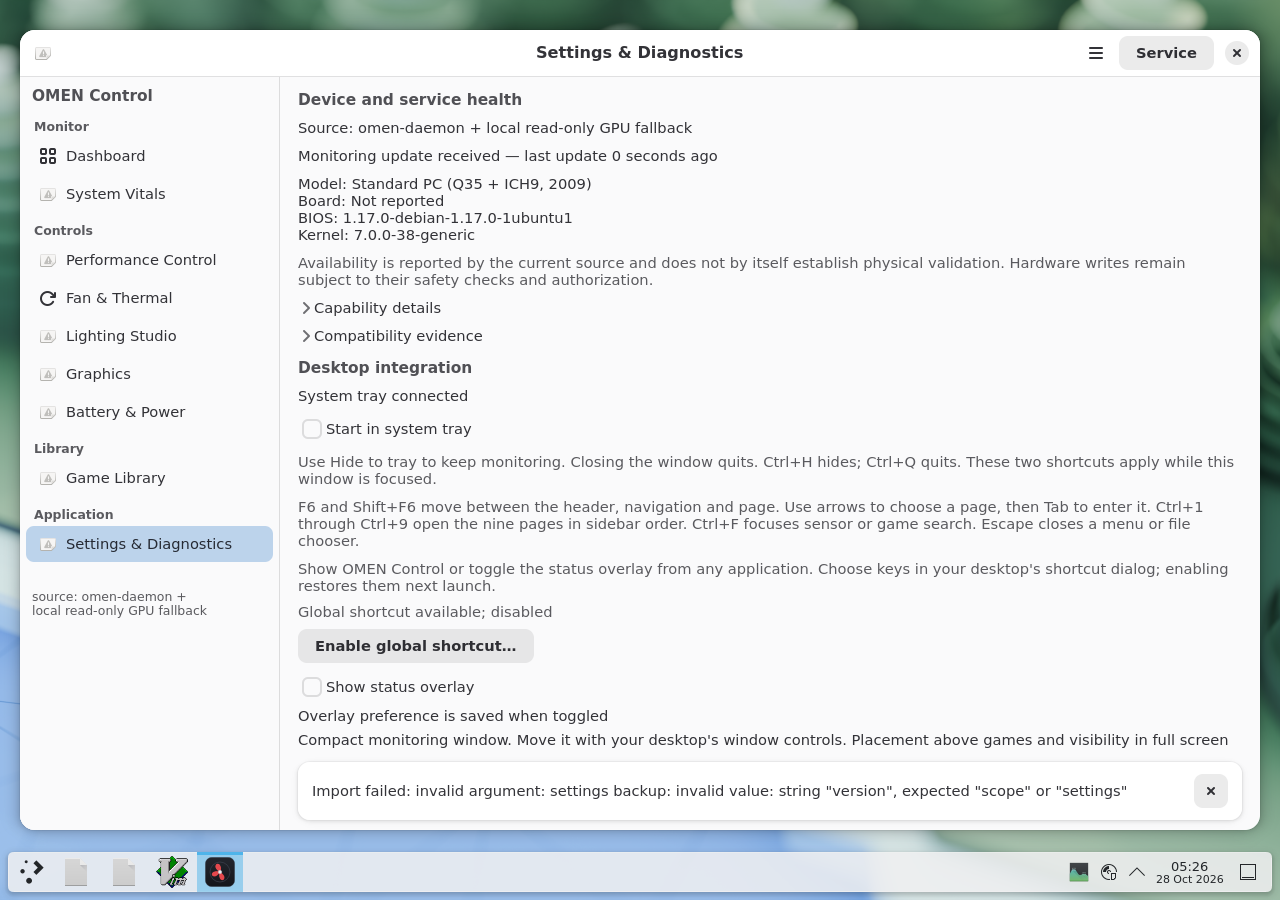 Settings & Diagnostics
Service
OMEN Control
Monitor
Dashboard
System Vitals
Controls
Performance Control
Fan & Thermal
Lighting Studio
Graphics
Battery & Power
Library
Game Library
Application
Settings & Diagnostics
source: omen-daemon +
local read-only GPU fallback
Device and service health
Source: omen-daemon + local read-only GPU fallback
Monitoring update received — last update 0 seconds ago
Model: Standard PC (Q35 + ICH9, 2009)
Board: Not reported
BIOS: 1.17.0-debian-1.17.0-1ubuntu1
Kernel: 7.0.0-38-generic
Availability is reported by the current source and does not by itself establish physical validation. Hardware writes remain
subject to their safety checks and authorization.
Capability details
Compatibility evidence
Desktop integration
System tray connected
Start in system tray
Use Hide to tray to keep monitoring. Closing the window quits. Ctrl+H hides; Ctrl+Q quits. These two shortcuts apply while this
window is focused.
F6 and Shift+F6 move between the header, navigation and page. Use arrows to choose a page, then Tab to enter it. Ctrl+1
through Ctrl+9 open the nine pages in sidebar order. Ctrl+F focuses sensor or game search. Escape closes a menu or file
chooser.
Show OMEN Control or toggle the status overlay from any application. Choose keys in your desktop's shortcut dialog; enabling
restores them next launch.
Global shortcut available; disabled
Enable global shortcut…
Show status overlay
Overlay preference is saved when toggled
Compact monitoring window. Move it with your desktop's window controls. Placement above games and visibility in full screen
Import failed: invalid argument: settings backup: invalid value: string "version", expected "scope" or "settings"
05:26
28 Oct 2026